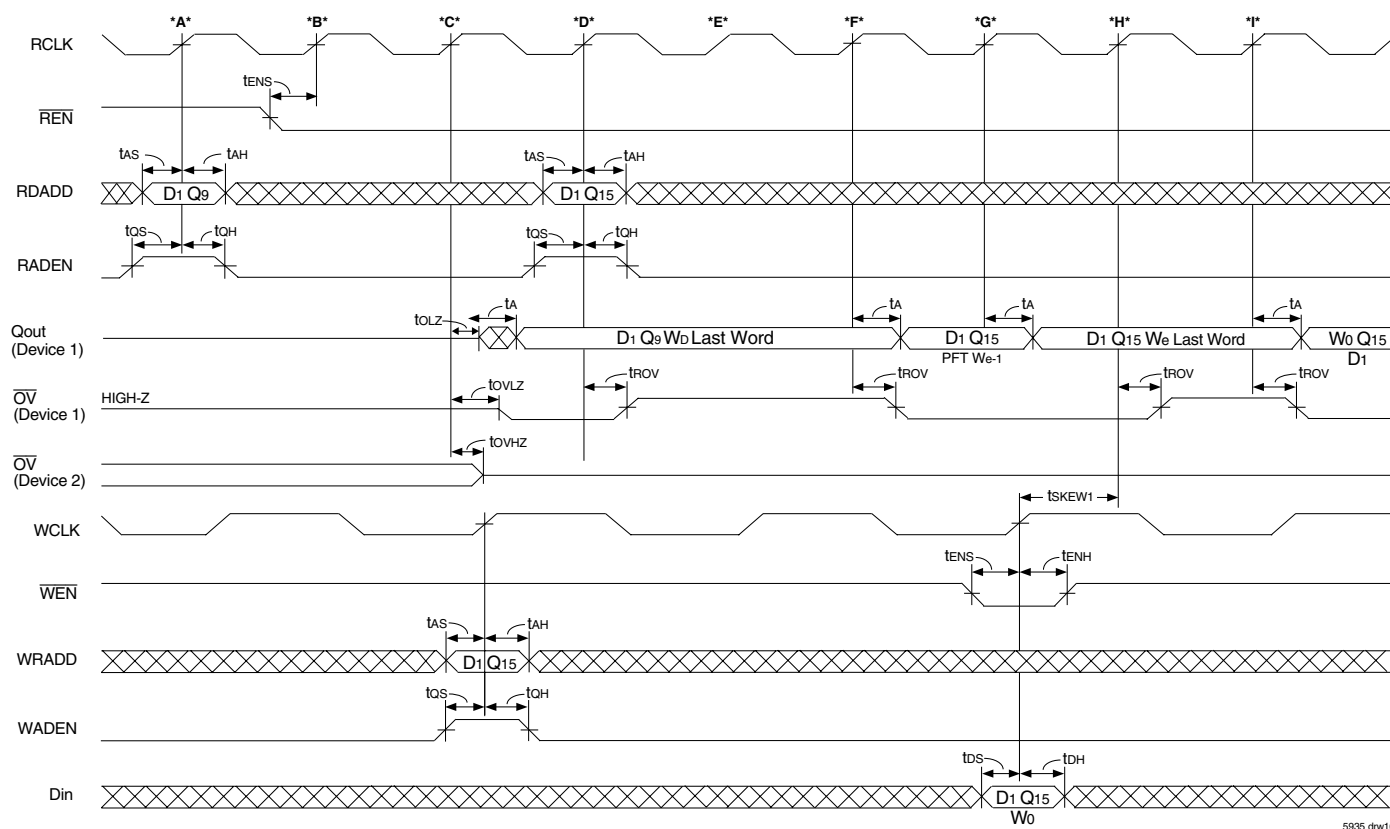 *A* *B* *C* *D* *E* *F* *G* *H* *I*
RCLK
tENS
REN
tAS tAH tAS tAH
RDADD D1 Q9 D1 Q15
tQS tQH tQS tQH
RADEN
tA tA tA tA
tOLZ
Qout
(Device 1)
D1 Q9 WD Last Word D1 Q15 D1 Q15 We Last Word W0 Q15
PFT We-1 D1
tOVLZ tROV tROV tROV tROV
OV
(Device 1)
HIGH-Z
tOVHZ
OV
(Device 2)
tSKEW1
WCLK
tENS tENH
WEN
tAS tAH
WRADD D1 Q15
tQS tQH
WADEN
tDS tDH
Din D1 Q15
W0